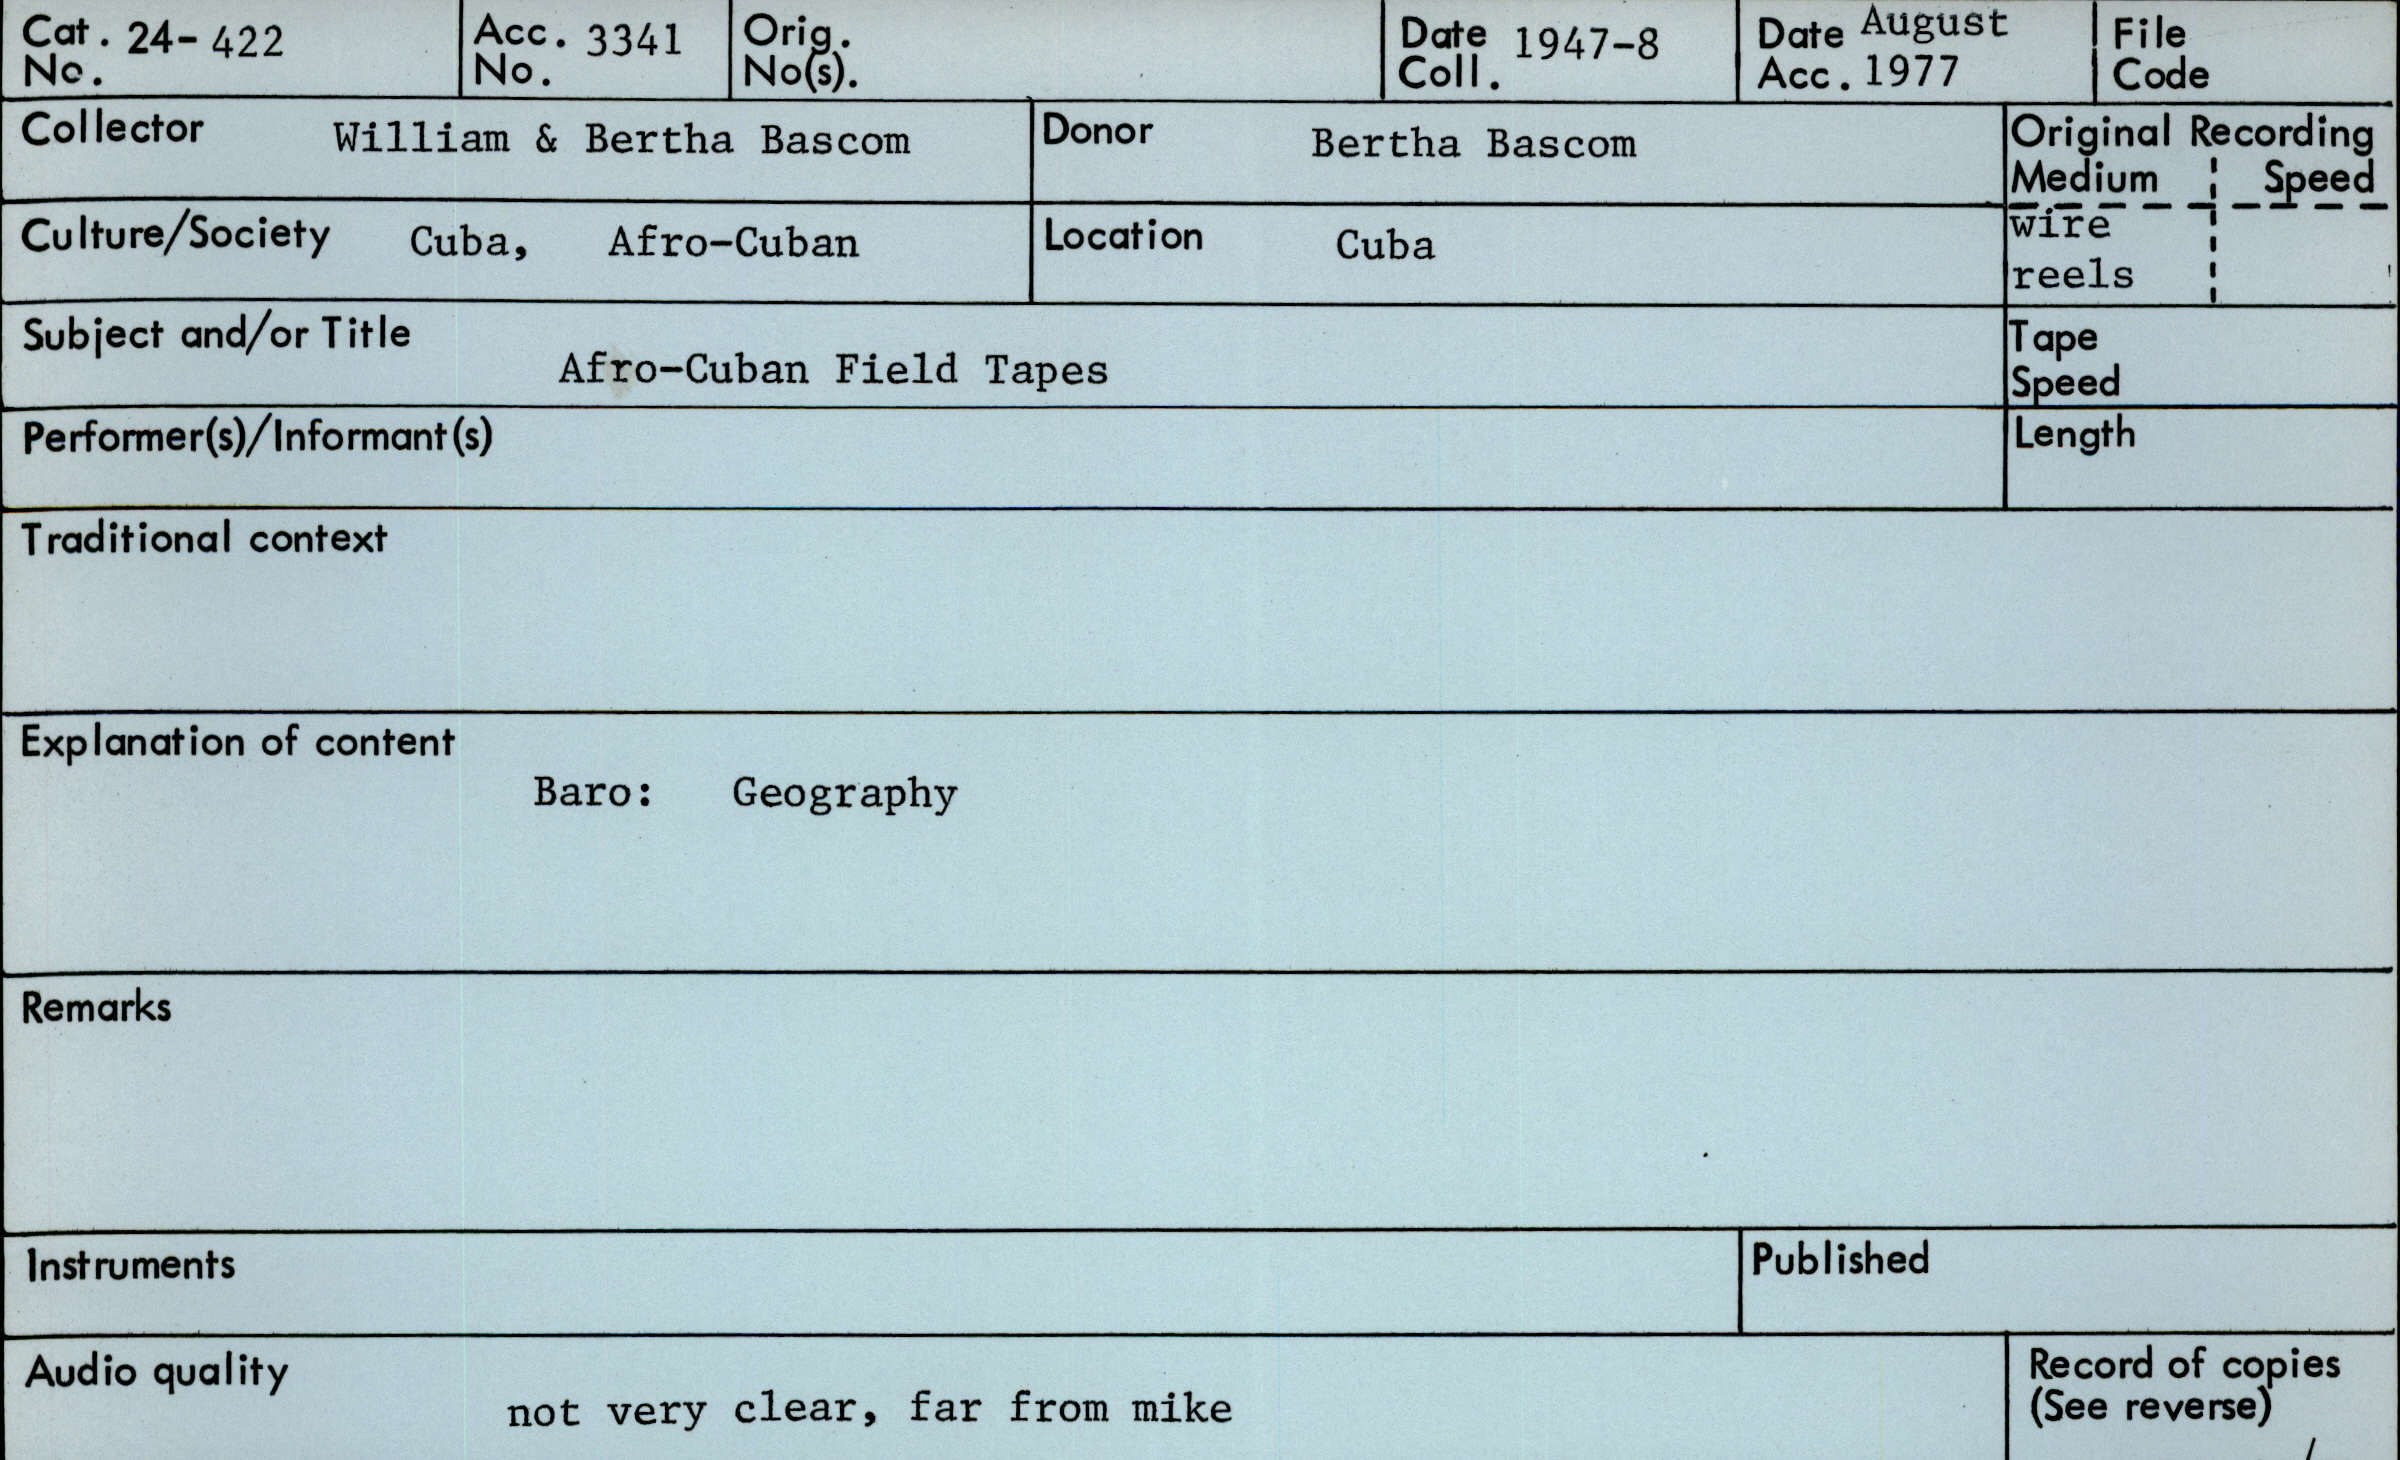 Cat. No. 24-422
Acc. No. 3341
Orig. No(s).
Date Coll. 1947-8
Date Acc. August 1977
File Code
Collector William & Bertha Bascom
Donor Bertha Bascom
Original Recording
Medium Speed
wire
reels
Culture/Society Cuba, Afro-Cuban
Location Cuba
Subject and/or Title
Afro-Cuban Field Tapes
Tape
Speed
Performer(s)/Informant(s)
Length
Traditional context
Explanation of content
Baro: Geography
Remarks
Instruments
Published
Audio quality
not very clear, far from mike
Record of copies
(See reverse)